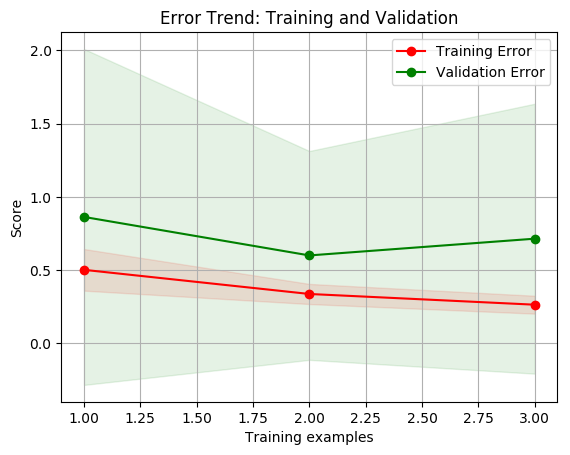 Error Trend: Training and Validation
Training Error
Validation Error
Score
2.0
1.5
1.0
0.5
0.0
1.00 1.25 1.50 1.75 2.00 2.25 2.50 2.75 3.00
Training examples